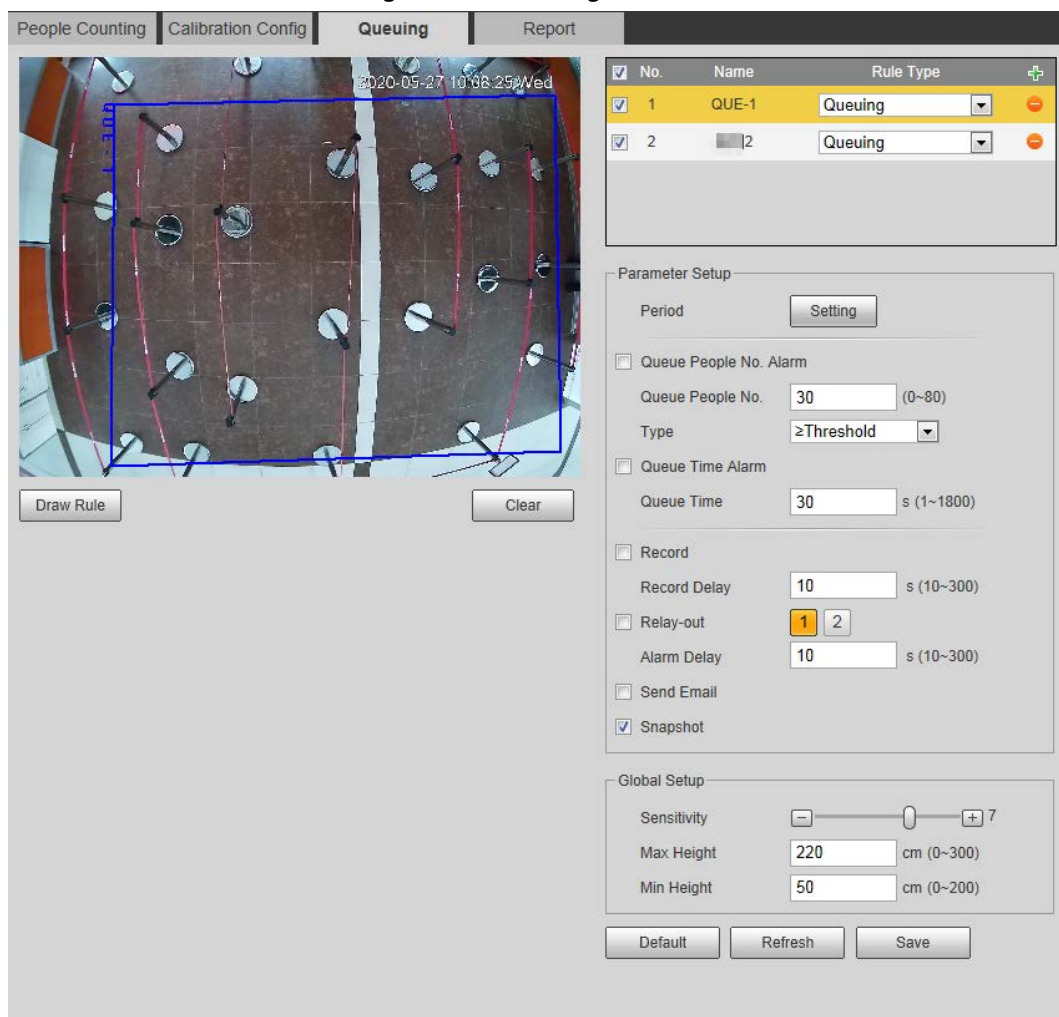 People Counting Calibration Config Queuing Report
2020-05-27 10:08:25 Wed
QUE-1
No. Name Rule Type
1 QUE-1 Queuing
2 2 Queuing
Draw Rule Clear
Parameter Setup
Period Setting
Queue People No. Alarm
Queue People No. 30 (0~80)
Type ≥Threshold
Queue Time Alarm
Queue Time 30 s (1~1800)
Record
Record Delay 10 s (10~300)
Relay-out 1 2
Alarm Delay 10 s (10~300)
Send Email
Snapshot
Global Setup
Sensitivity 7
Max Height 220 cm (0~300)
Min Height 50 cm (0~200)
Default Refresh Save